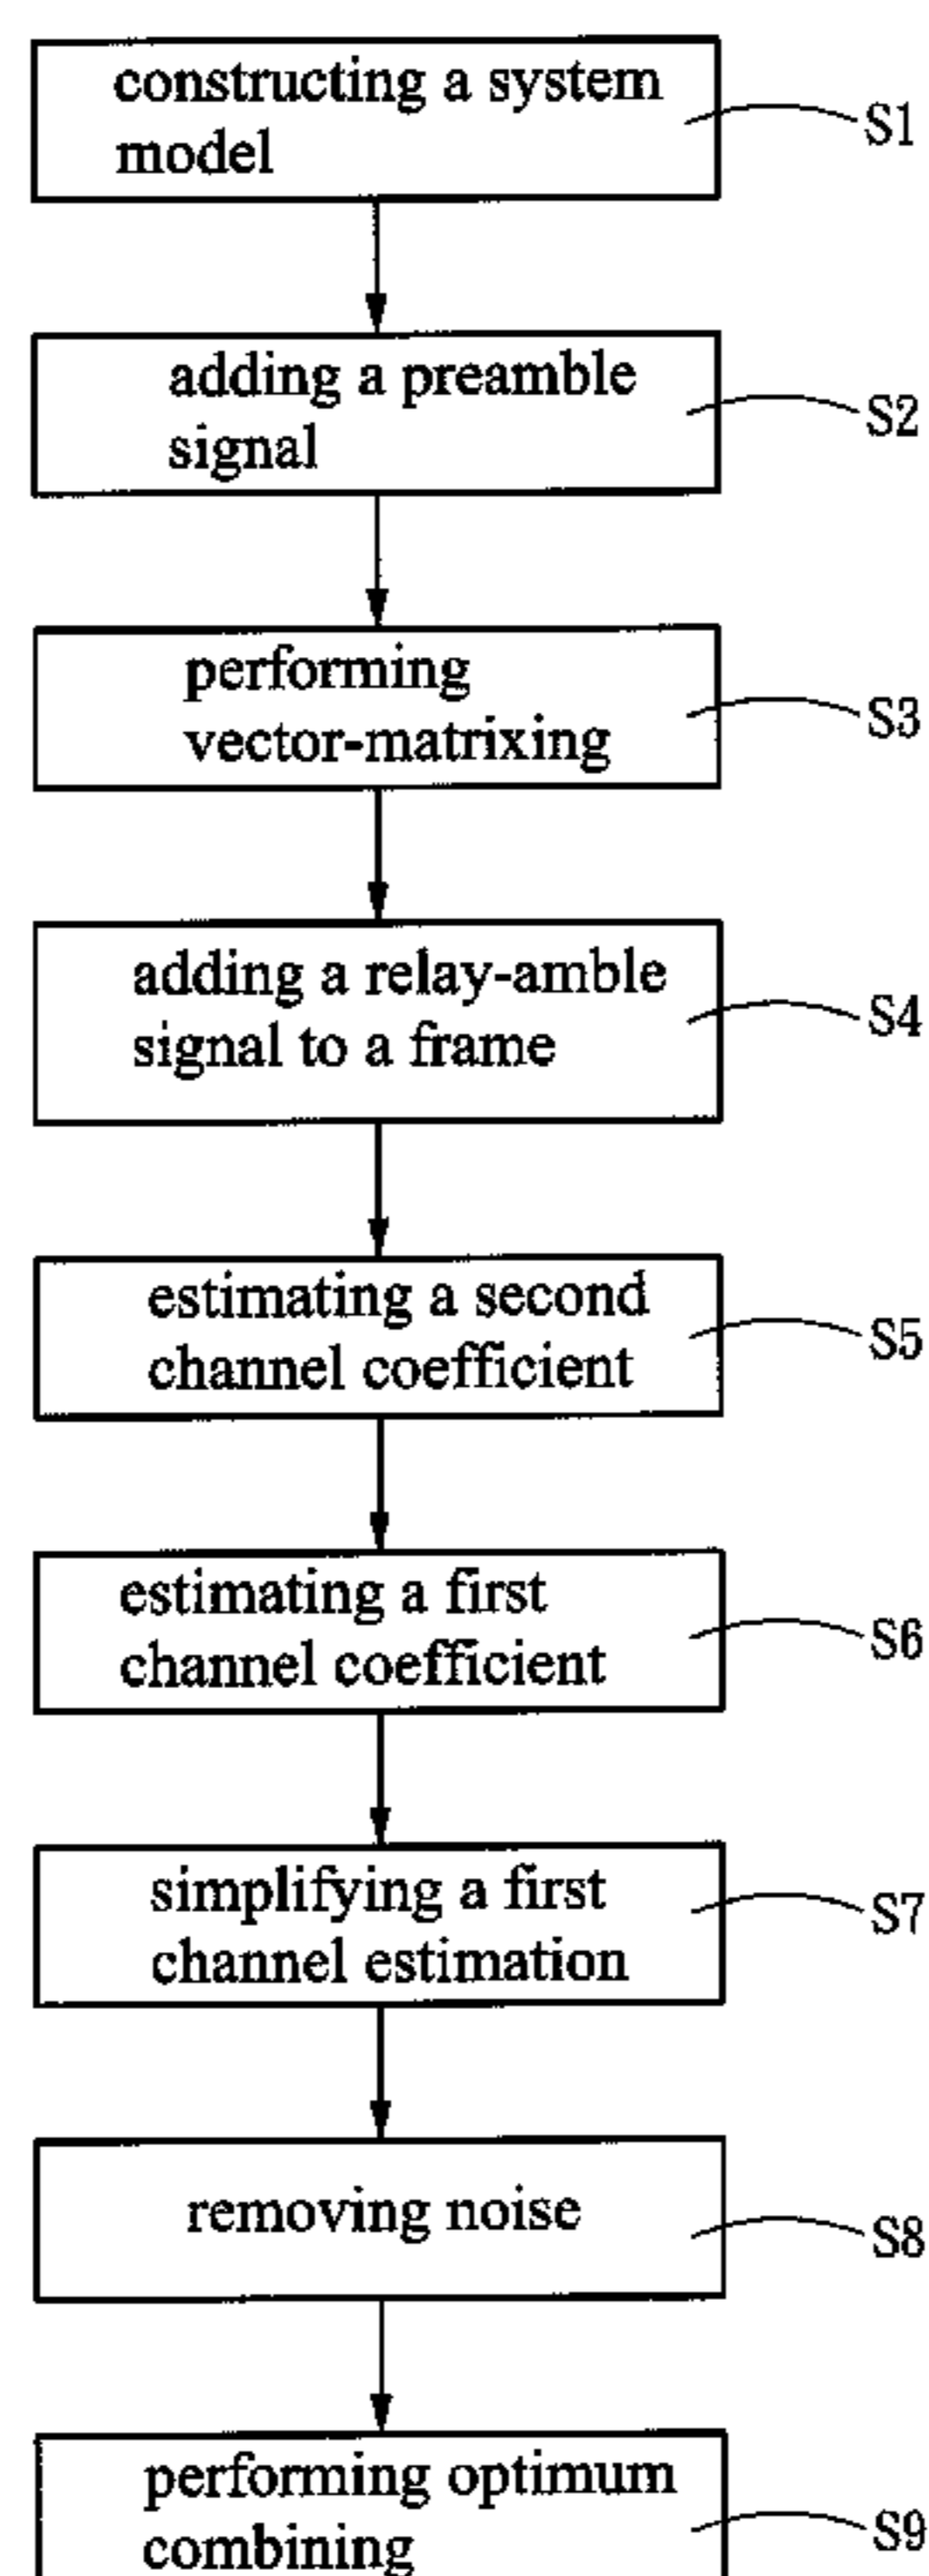 constructing a system
model
S1
adding a preamble
signal
S2
performing
vector-matrixing
S3
adding a relay-amble
signal to a frame
S4
estimating a second
channel coefficient
S5
estimating a first
channel coefficient
S6
simplifying a first
channel estimation
S7
removing noise
S8
performing optimum
combining
S9